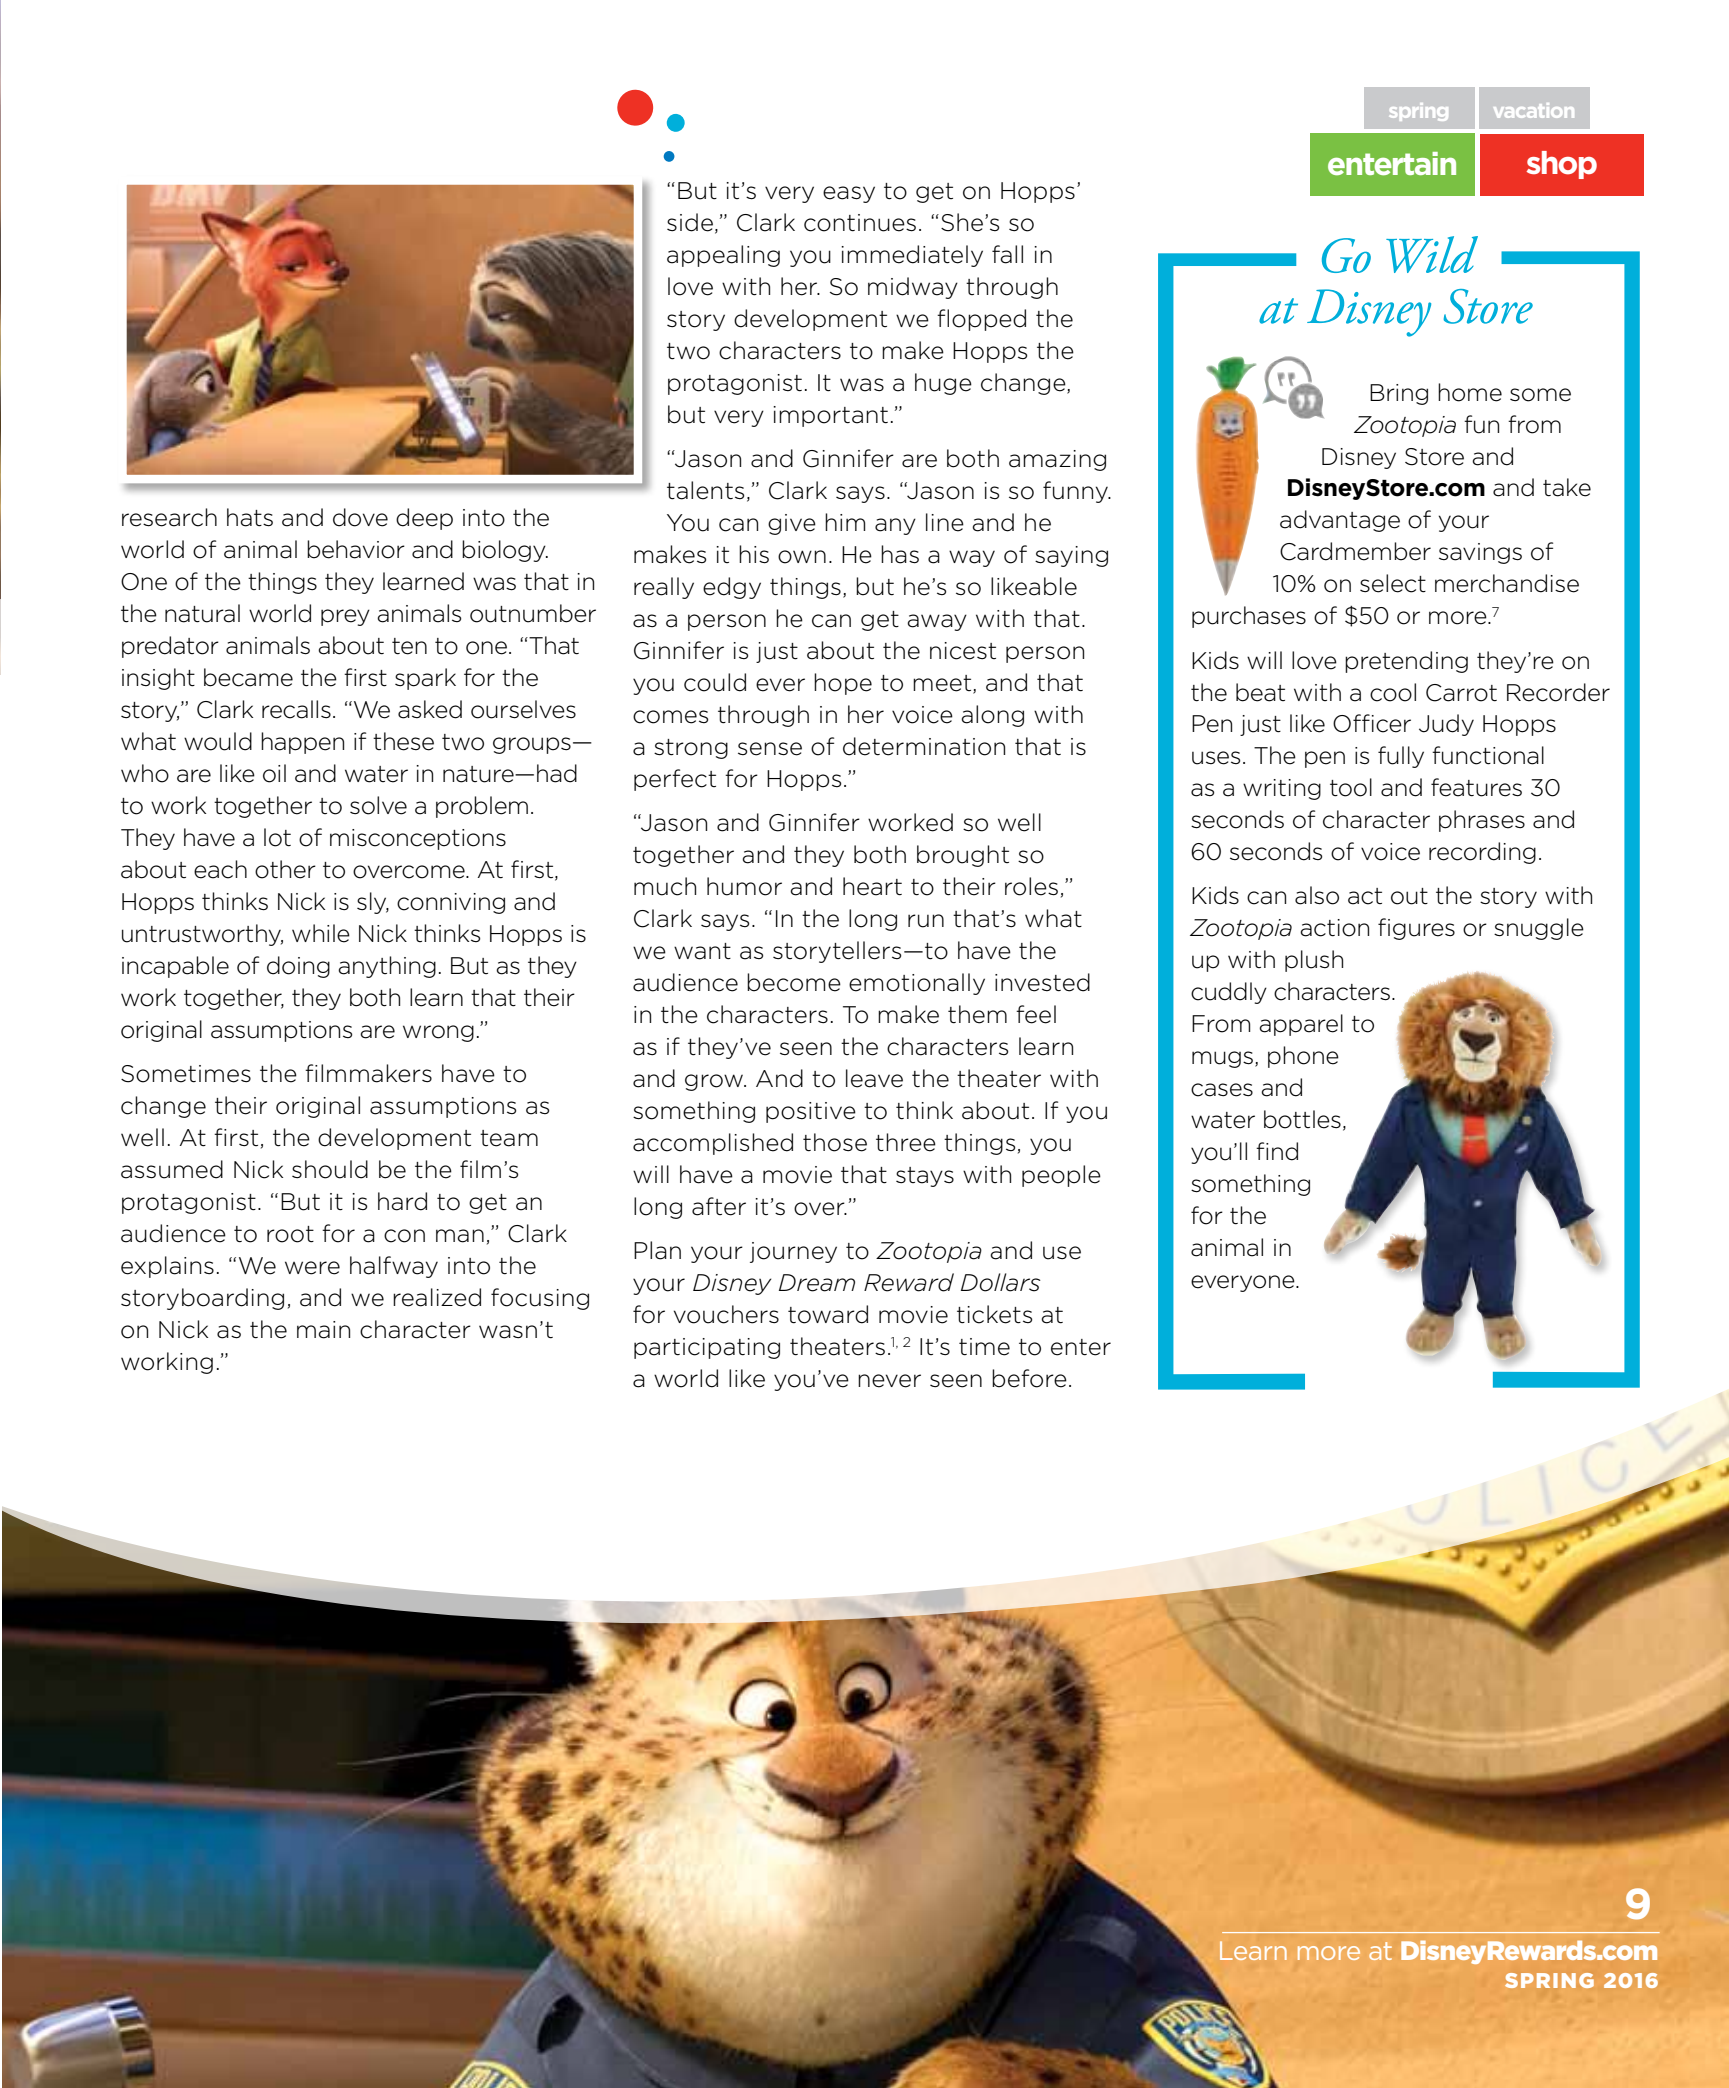 spring
vacation
entertain
shop
DMV
research hats and dove deep into the
world of animal behavior and biology.
One of the things they learned was that in
the natural world prey animals outnumber
predator animals about ten to one. “That
insight became the first spark for the
story,” Clark recalls. “We asked ourselves
what would happen if these two groups—
who are like oil and water in nature—had
to work together to solve a problem.
They have a lot of misconceptions
about each other to overcome. At first,
Hopps thinks Nick is sly, conniving and
untrustworthy, while Nick thinks Hopps is
incapable of doing anything. But as they
work together, they both learn that their
original assumptions are wrong.”
Sometimes the filmmakers have to
change their original assumptions as
well. At first, the development team
assumed Nick should be the film’s
protagonist. “But it is hard to get an
audience to root for a con man,” Clark
explains. “We were halfway into the
storyboarding, and we realized focusing
on Nick as the main character wasn’t
working.”
“But it’s very easy to get on Hopps’
side,” Clark continues. “She’s so
appealing you immediately fall in
love with her. So midway through
story development we flopped the
two characters to make Hopps the
protagonist. It was a huge change,
but very important.”
“Jason and Ginnifer are both amazing
talents,” Clark says. “Jason is so funny.
You can give him any line and he
makes it his own. He has a way of saying
really edgy things, but he’s so likeable
as a person he can get away with that.
Ginnifer is just about the nicest person
you could ever hope to meet, and that
comes through in her voice along with
a strong sense of determination that is
perfect for Hopps.”
“Jason and Ginnifer worked so well
together and they both brought so
much humor and heart to their roles,”
Clark says. “In the long run that’s what
we want as storytellers—to have the
audience become emotionally invested
in the characters. To make them feel
as if they’ve seen the characters learn
and grow. And to leave the theater with
something positive to think about. If you
accomplished those three things, you
will have a movie that stays with people
long after it’s over.”
Plan your journey to Zootopia and use
your Disney Dream Reward Dollars
for vouchers toward movie tickets at
participating theaters.1, 2 It’s time to enter
a world like you’ve never seen before.
Go Wild
at Disney Store
Bring home some
Zootopia fun from
Disney Store and
DisneyStore.com and take
advantage of your
Cardmember savings of
10% on select merchandise
purchases of $50 or more.7
Kids will love pretending they’re on
the beat with a cool Carrot Recorder
Pen just like Officer Judy Hopps
uses. The pen is fully functional
as a writing tool and features 30
seconds of character phrases and
60 seconds of voice recording.
Kids can also act out the story with
Zootopia action figures or snuggle
up with plush
cuddly characters.
From apparel to
mugs, phone
cases and
water bottles,
you’ll find
something
for the
animal in
everyone.
OLICE
POLICE
9
Learn more at DisneyRewards.com
SPRING 2016